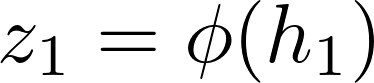 z₁ = ϕ(h₁)